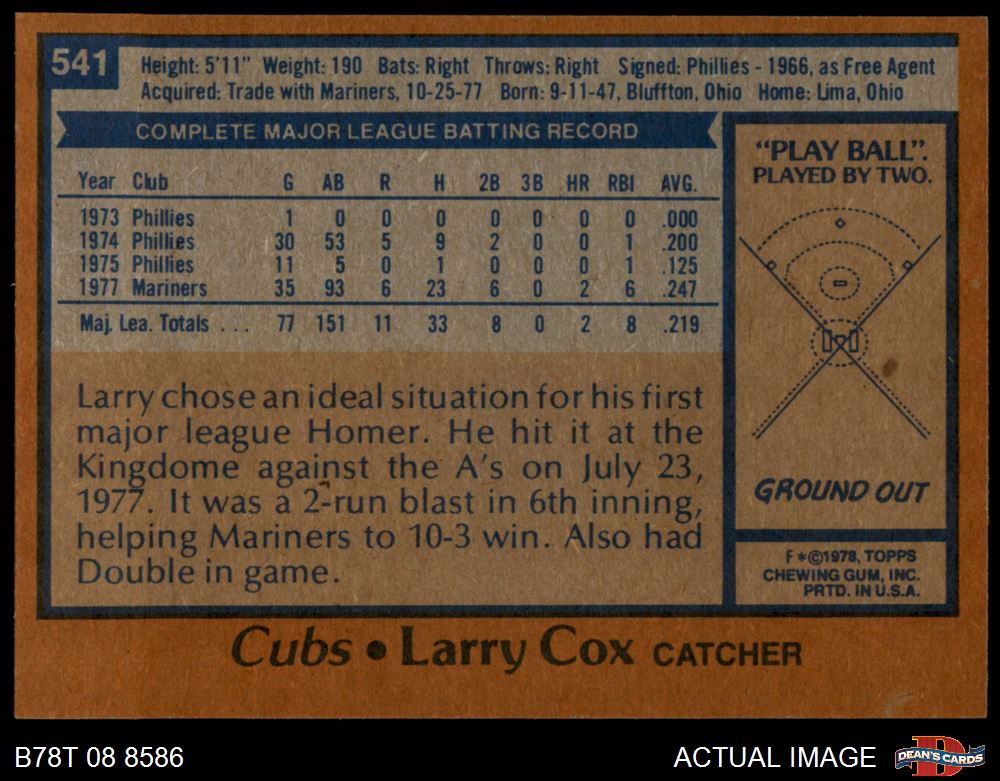 541
Height: 5'11" Weight: 190 Bats: Right Throws: Right Signed: Phillies - 1966, as Free Agent
Acquired: Trade with Mariners, 10-25-77 Born: 9-11-47, Bluffton, Ohio Home: Lima, Ohio
COMPLETE MAJOR LEAGUE BATTING RECORD
Year Club G AB R H 2B 3B HR RBI AVG.
1973 Phillies 1 0 0 0 0 0 0 0 .000
1974 Phillies 30 53 5 9 2 0 0 1 .200
1975 Phillies 11 5 0 1 0 0 0 1 .125
1977 Mariners 35 93 6 23 6 0 2 6 .247
Maj. Lea. Totals . . . 77 151 11 33 8 0 2 8 .219
Larry chose an ideal situation for his first
major league Homer. He hit it at the
Kingdome against the A's on July 23,
1977. It was a 2-run blast in 6th inning,
helping Mariners to 10-3 win. Also had
Double in game.
"PLAY BALL".
PLAYED BY TWO.
GROUND OUT
F*©1978, TOPPS
CHEWING GUM, INC.
PRTD. IN U.S.A.
Cubs • Larry Cox CATCHER
B78T 08 8586
ACTUAL IMAGE
D
DEAN'S CARDS